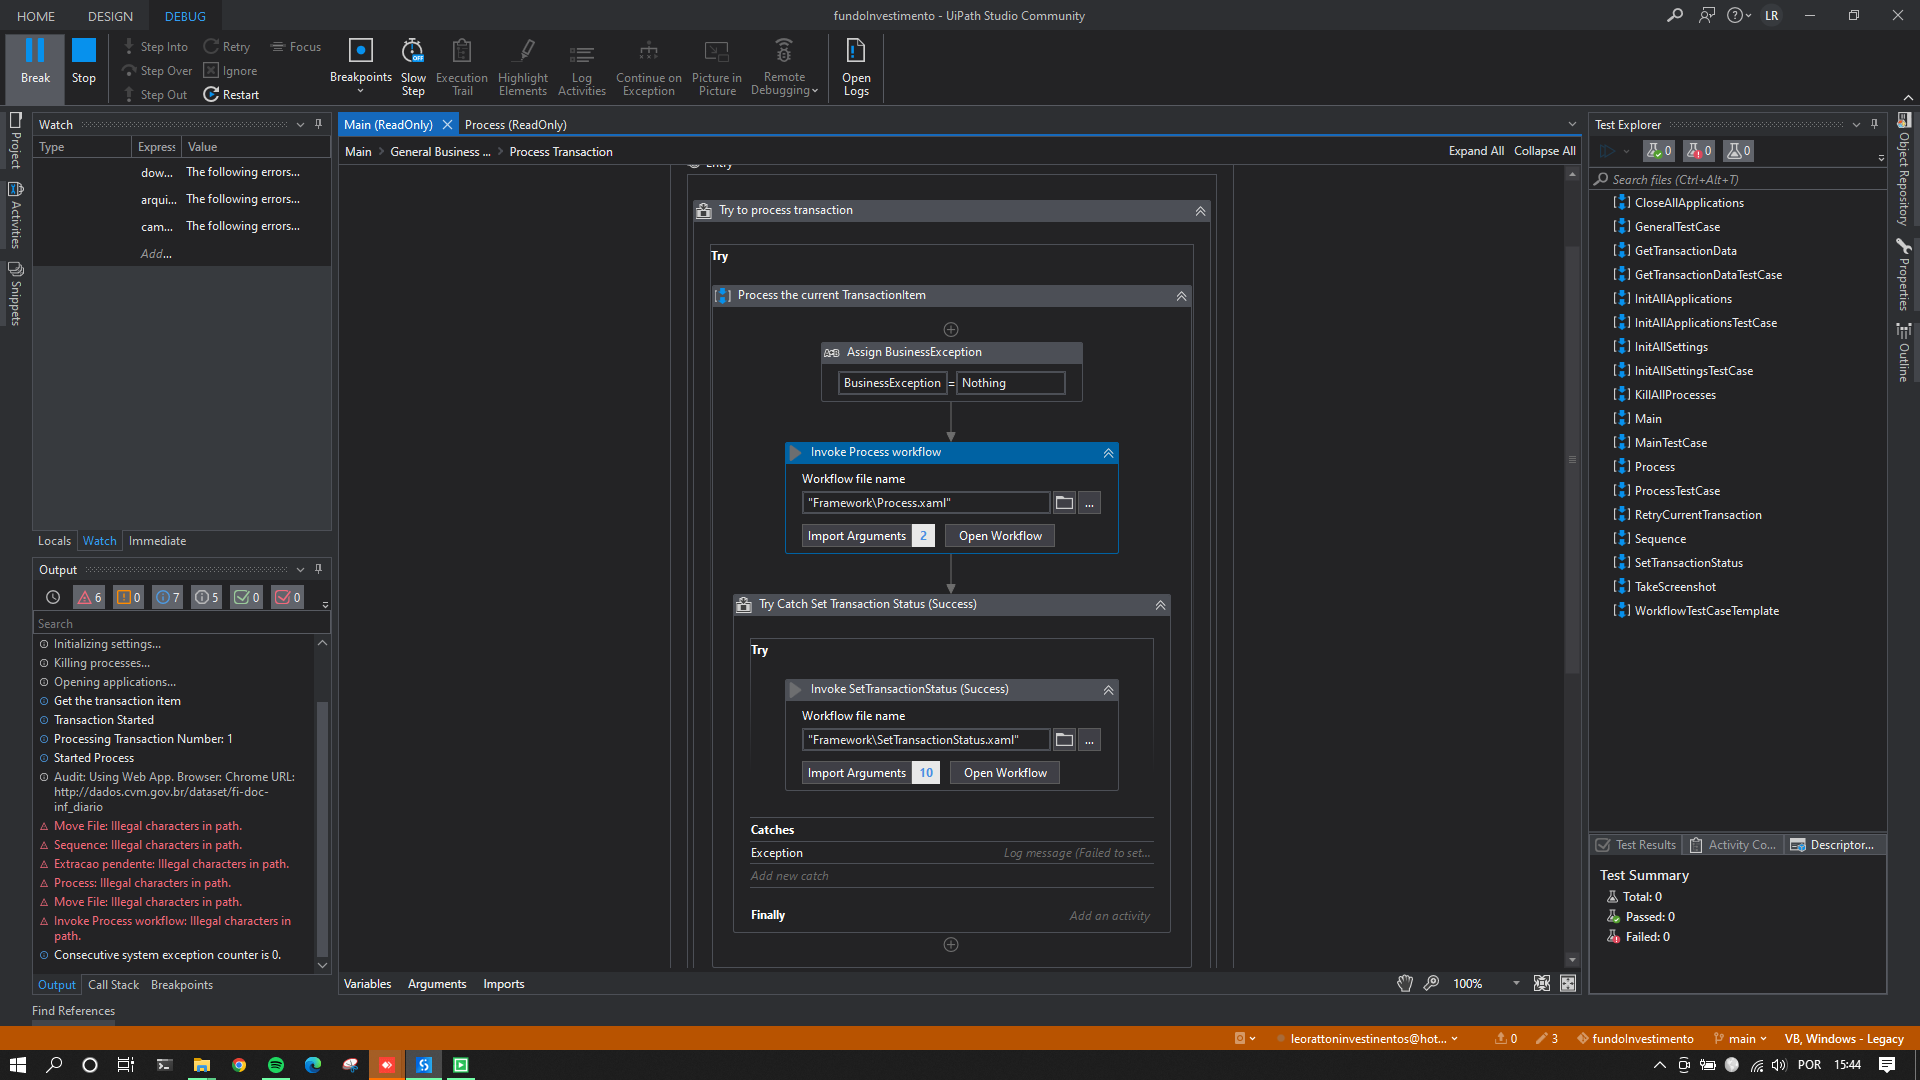 HOME
DESIGN
DEBUG
fundoInvestimento - UiPath Studio Community
LR
Break
Stop
Step Into
Step Over
Step Out
Retry
Ignore
Restart
Focus
Breakpoints
Slow Step
Execution Trail
Highlight Elements
Log Activities
Continue on Exception
Picture in Picture
Remote Debugging
Open Logs
Project
Activities
Snippets
Watch
Type
Express
Value
dow...
The following errors...
arqui...
The following errors...
cam...
The following errors...
Add...
Locals
Watch
Immediate
Output
6
0
7
5
0
0
Search
Initializing settings...
Killing processes...
Opening applications...
Get the transaction item
Transaction Started
Processing Transaction Number: 1
Started Process
Audit: Using Web App. Browser: Chrome URL:
http://dados.cvm.gov.br/dataset/fi-doc-
inf_diario
Move File: Illegal characters in path.
Sequence: Illegal characters in path.
Extracao pendente: Illegal characters in path.
Process: Illegal characters in path.
Move File: Illegal characters in path.
Invoke Process workflow: Illegal characters in
path.
Consecutive system exception counter is 0.
Output
Call Stack
Breakpoints
Find References
Main (ReadOnly)
Process (ReadOnly)
Main
General Business ...
Process Transaction
Expand All
Collapse All
Entry
Try to process transaction
Try
Process the current TransactionItem
A↔B
Assign BusinessException
BusinessException
=
Nothing
Invoke Process workflow
Workflow file name
"Framework\Process.xaml"
...
Import Arguments
2
Open Workflow
Try Catch Set Transaction Status (Success)
Try
Invoke SetTransactionStatus (Success)
Workflow file name
"Framework\SetTransactionStatus.xaml"
...
Import Arguments
10
Open Workflow
Catches
Exception
Log message (Failed to set...
Add new catch
Finally
Add an activity
Variables
Arguments
Imports
100%
Test Explorer
0
0
0
Search files (Ctrl+Alt+T)
CloseAllApplications
GeneralTestCase
GetTransactionData
GetTransactionDataTestCase
InitAllApplications
InitAllApplicationsTestCase
InitAllSettings
InitAllSettingsTestCase
KillAllProcesses
Main
MainTestCase
Process
ProcessTestCase
RetryCurrentTransaction
Sequence
SetTransactionStatus
TakeScreenshot
WorkflowTestCaseTemplate
Test Results
Activity Co...
Descriptor...
Test Summary
Total: 0
Passed: 0
Failed: 0
Object Repository
Properties
Outline
leorattoninvestinentos@hot...
0
3
fundoInvestimento
main
VB, Windows - Legacy
POR
15:44